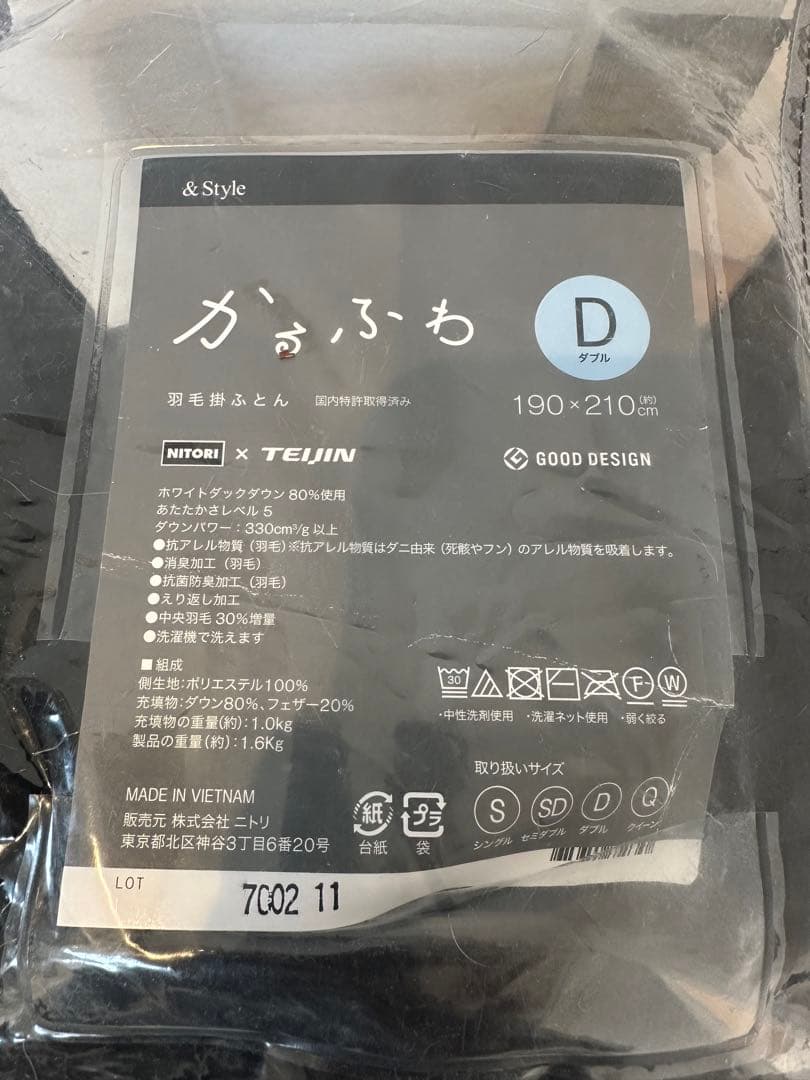 & Style
かるふわ
D
ダブル
羽毛掛ふとん 国内特許取得済み
190×210(約)cm
NITORI × TEIJIN
GOOD DESIGN
ホワイトダックダウン 80%使用
あたたかさレベル 5
ダウンパワー:330cm³/g 以上
●抗アレル物質(羽毛)※抗アレル物質はダニ由来(死骸やフン)のアレル物質を吸着します。
●消臭加工(羽毛)
●抗菌防臭加工(羽毛)
●えり返し加工
●中央羽毛 30%増量
●洗濯機で洗えます
■組成
側生地:ポリエステル100%
充填物:ダウン80%、フェザー20%
充填物の重量(約):1.0kg
製品の重量(約):1.6Kg
30 F W
・中性洗剤使用 ・洗濯ネット使用 ・弱く絞る
取り扱いサイズ
S SD D Q
シングル セミダブル ダブル クイーン
MADE IN VIETNAM
販売元 株式会社 ニトリ
東京都北区神谷3丁目6番20号
紙 プラ
台紙 袋
LOT
7002 11